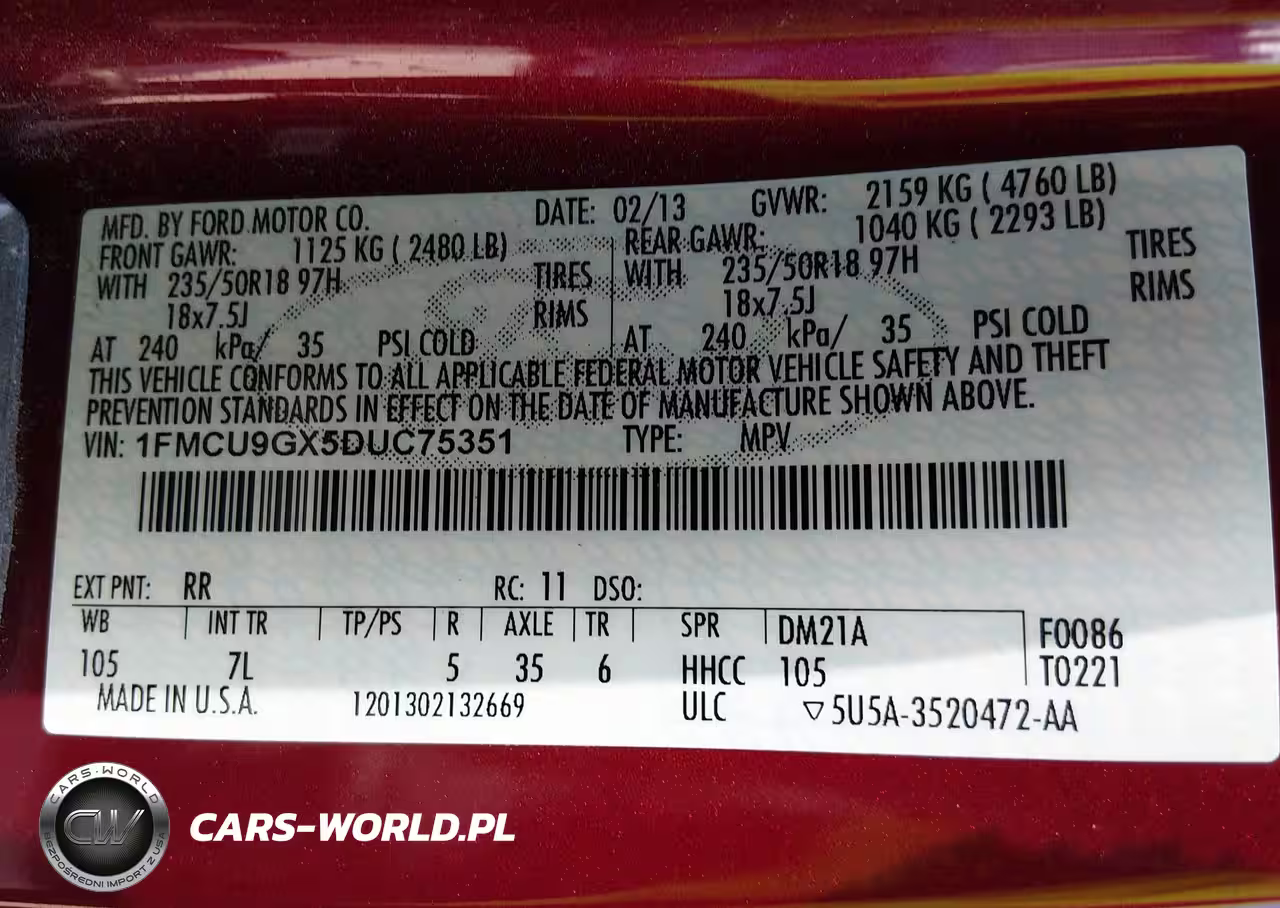 MFD. BY FORD MOTOR CO. DATE: 02/13 GVWR: 2159 KG ( 4760 LB)
FRONT GAWR: 1125 KG ( 2480 LB) REAR GAWR: 1040 KG ( 2293 LB)
WITH 235/50R18 97H TIRES WITH 235/50R18 97H TIRES
18x7.5J RIMS 18x7.5J RIMS
AT 240 kPa/ 35 PSI COLD AT 240 kPa/ 35 PSI COLD
THIS VEHICLE CONFORMS TO ALL APPLICABLE FEDERAL MOTOR VEHICLE SAFETY AND THEFT
PREVENTION STANDARDS IN EFFECT ON THE DATE OF MANUFACTURE SHOWN ABOVE.
VIN: 1FMCU9GX5DUC75351 TYPE: MPV
EXT PNT: RR RC: 11 DSO:
WB INT TR TP/PS R AXLE TR SPR DM21A F0086
105 7L 5 35 6 HHCC 105 T0221
MADE IN U.S.A. 1201302132669 ULC ▽5U5A-3520472-AA
CARS-WORLD
CW
BEZPOŚREDNI IMPORT Z USA
CARS-WORLD.PL